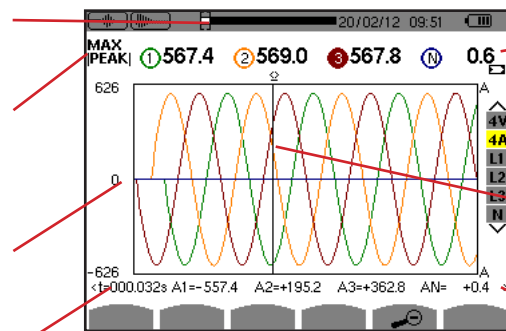 20/02/12 09:51
MAX
|PEAK| 1 567.4 2 569.0 3 567.8 N 0.6
626 A
4V
4A
L1
L2
L3
N
0
-626 A
<t=000.032s A1=-557.4 A2=+195.2 A3=+362.8 AN= +0.4